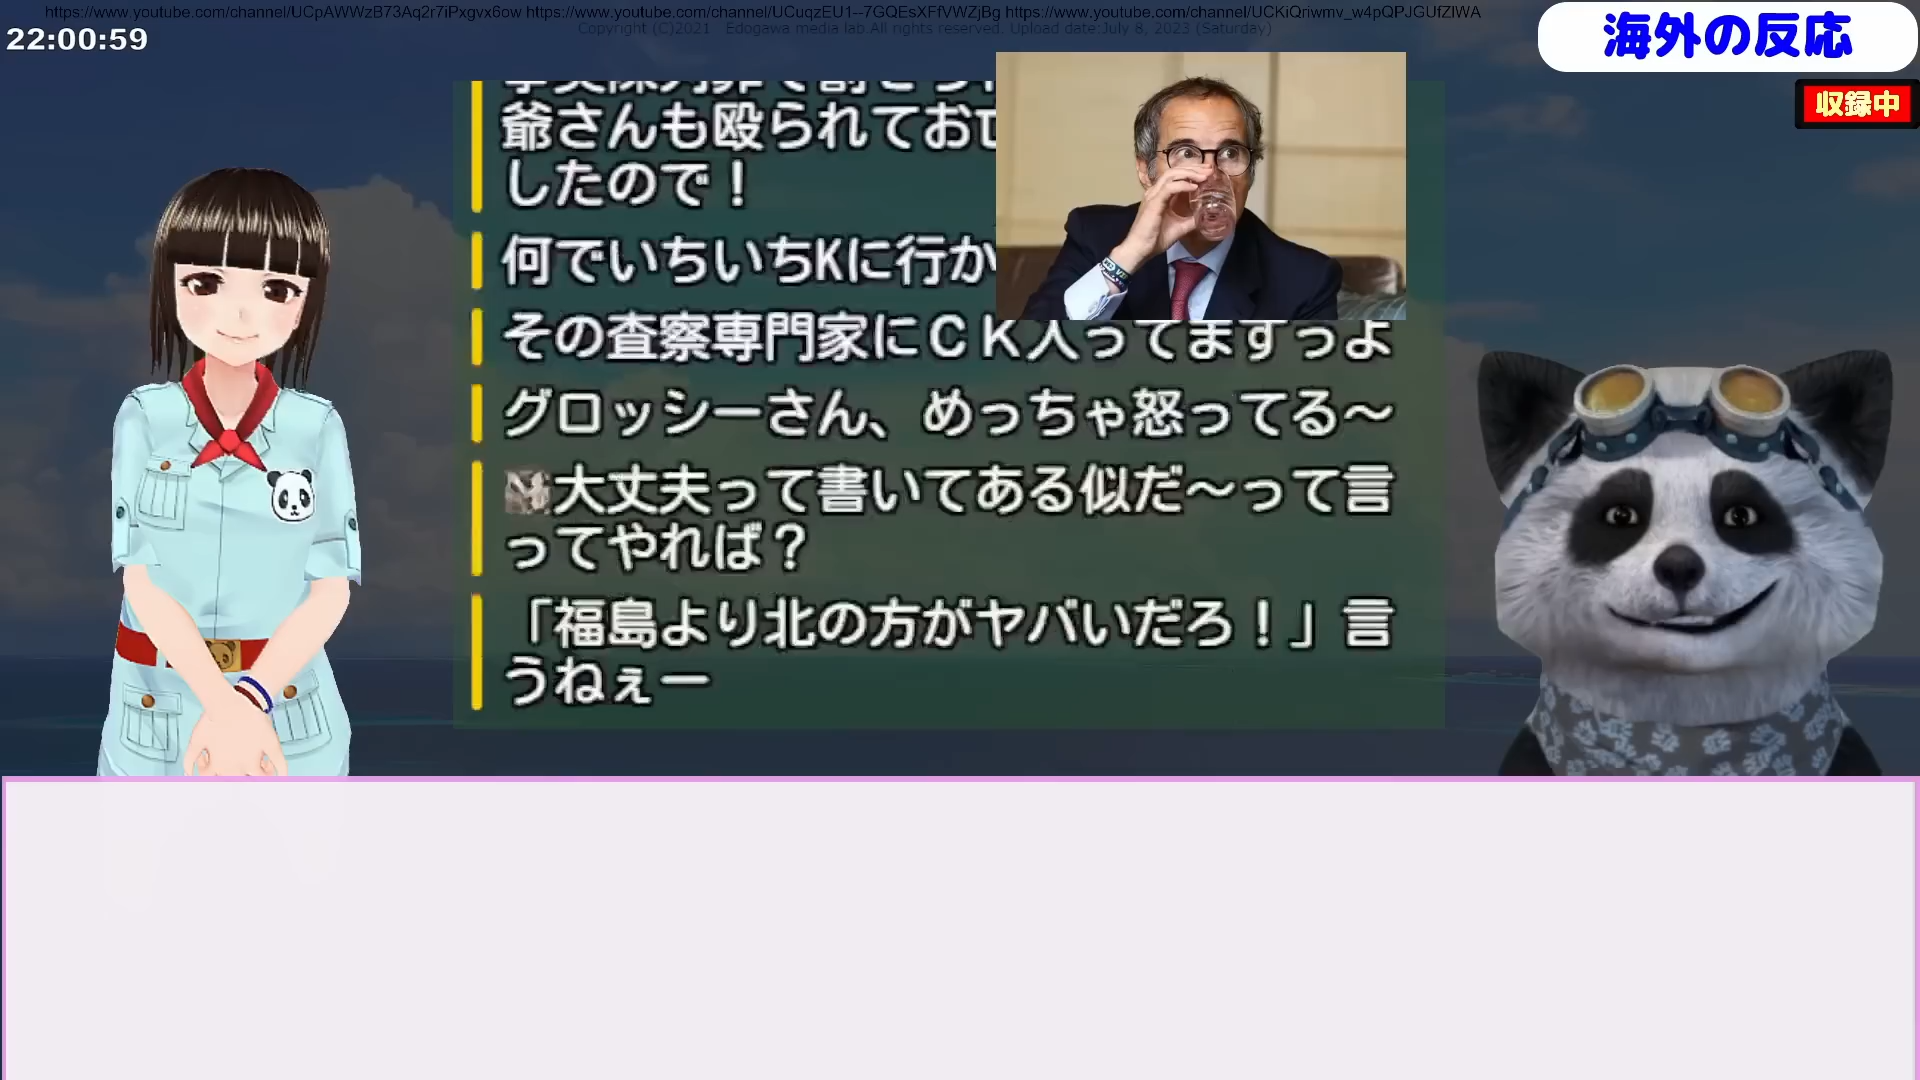 https://www.youtube.com/channel/UCpAWWzB73Aq2r7iPxgvx6ow https://www.youtube.com/channel/UCuqzEU1--7GQEsXFfVWZjBg https://www.youtube.com/channel/UCKiQriwmv_w4pQPJGUfZIWA
Copyright (C)2021 Edogawa media lab.All rights reserved. Upload date:July 8, 2023 (Saturday)
22:00:59
海外の反応
収録中
爺さんも殴られてお亡
したので！
何でいちいちKに行か
その査察専門家にＣＫ入ってますっよ
グロッシーさん、めっちゃ怒ってる～
大丈夫って書いてある似だ～って言
ってやれば？
「福島より北の方がヤバいだろ！」言
うねぇー